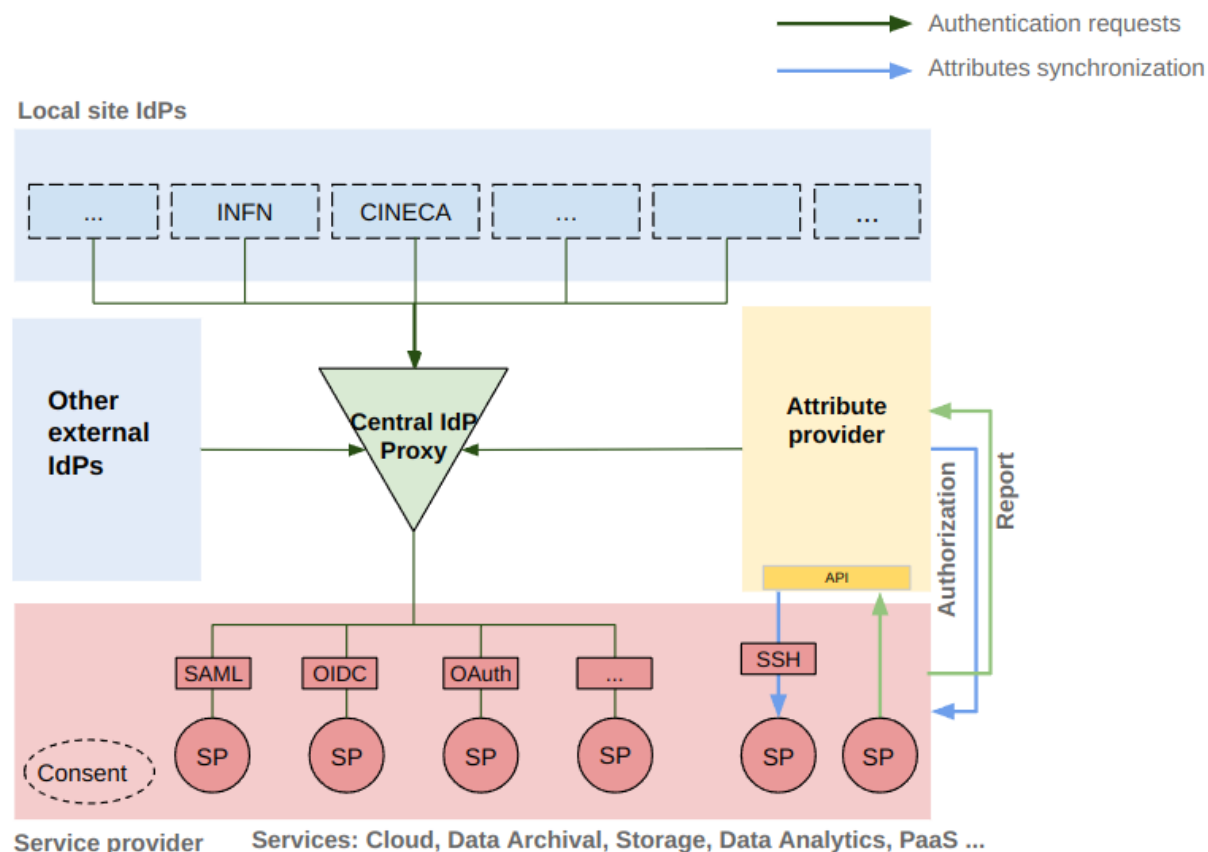 Authentication requests
Attributes synchronization
Local site IdPs
...
INFN
CINECA
...
...
Other
external
IdPs
Central IdP
Proxy
Attribute
provider
Authorization
Report
API
SAML
OIDC
OAuth
...
SSH
SP
SP
SP
SP
SP
SP
Consent
Service provider
Services: Cloud, Data Archival, Storage, Data Analytics, PaaS ...